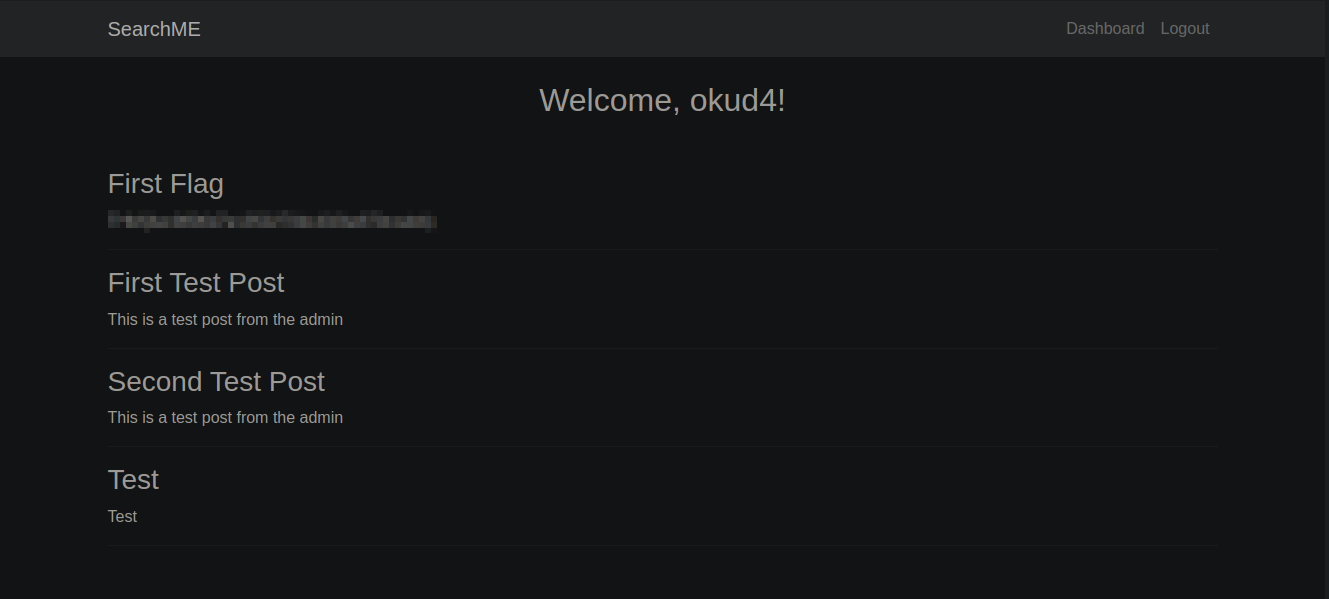 SearchME
Dashboard Logout
Welcome, okud4!
First Flag
First Test Post
This is a test post from the admin
Second Test Post
This is a test post from the admin
Test
Test